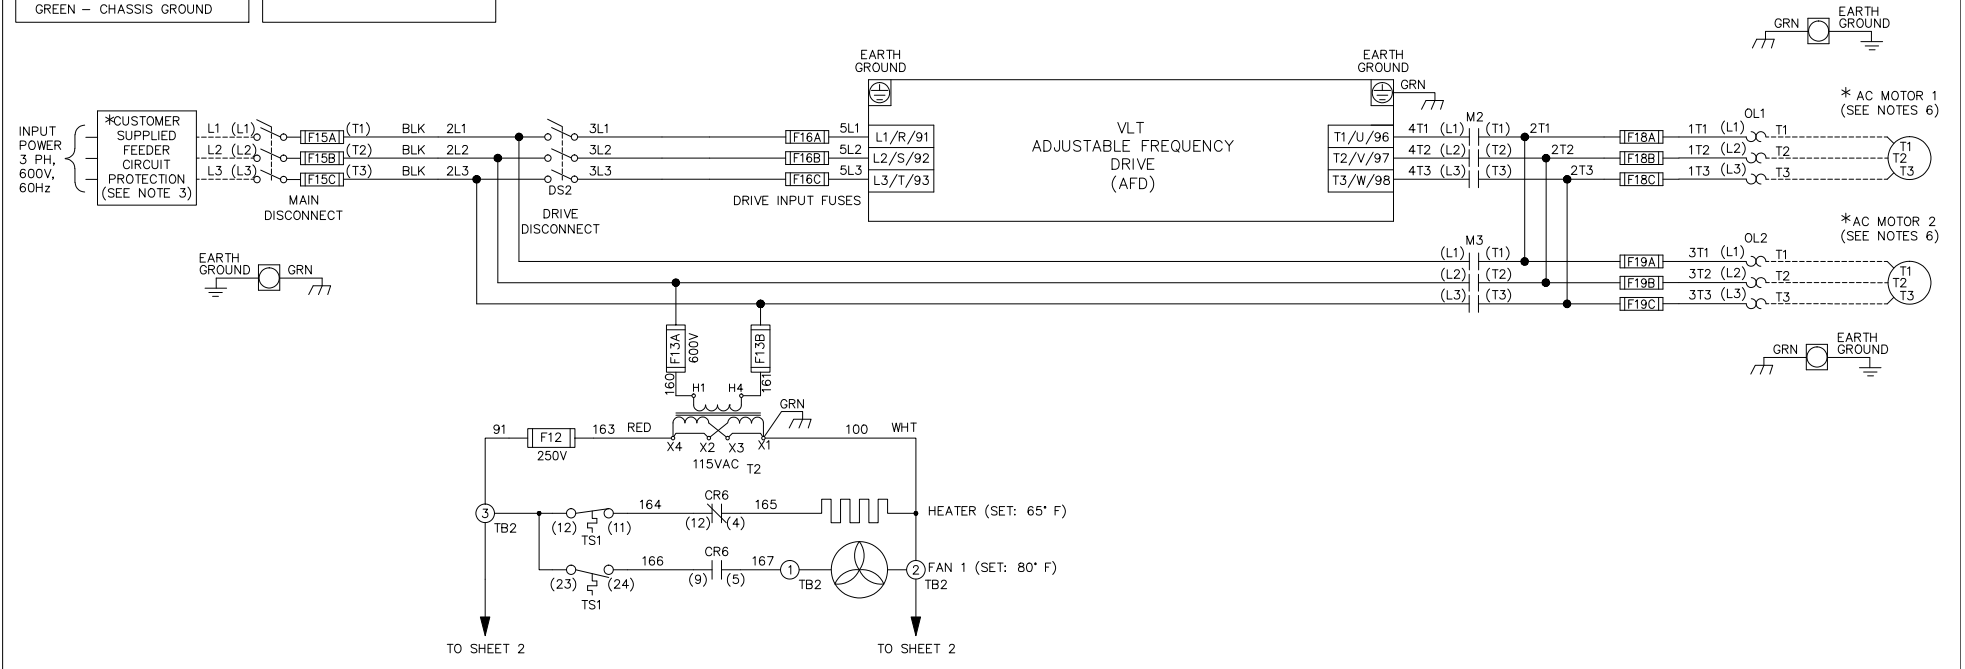 GREEN – CHASSIS GROUND
INPUT
POWER
3 PH,
600V,
60Hz
*CUSTOMER
SUPPLIED
FEEDER
CIRCUIT
PROTECTION
(SEE NOTE 3)
L1 (L1) F15A (T1) BLK 2L1
L2 (L2) F15B (T2) BLK 2L2
L3 (L3) F15C (T3) BLK 2L3
MAIN
DISCONNECT
3L1 F16A 5L1
3L2 F16B 5L2
3L3 F16C 5L3
DS2
DRIVE
DISCONNECT
DRIVE INPUT FUSES
EARTH
GROUND
L1/R/91
L2/S/92
L3/T/93
VLT
ADJUSTABLE FREQUENCY
DRIVE
(AFD)
EARTH
GROUND
GRN
T1/U/96
T2/V/97
T3/W/98
M2
4T1 (L1) (T1) 2T1 F18A 1T1 (L1) T1
4T2 (L2) (T2) 2T2 F18B 1T2 (L2) T2
4T3 (L3) (T3) 2T3 F18C 1T3 (L3) T3
OL1
GRN
EARTH
GROUND
* AC MOTOR 1
(SEE NOTES 6)
T1
T2
T3
M3
(L1) (T1) F19A 3T1 (L1) T1
(L2) (T2) F19B 3T2 (L2) T2
(L3) (T3) F19C 3T3 (L3) T3
OL2
*AC MOTOR 2
(SEE NOTES 6)
T1
T2
T3
GRN
EARTH
GROUND
EARTH
GROUND
GRN
F13A
600V
F13B
160
161
H1 H4
GRN
91 F12 163 RED
250V
X4 X2 X3 X1
115VAC T2
100 WHT
3
TB2
(12) (11) 164 CR6 165
TS1
(12) (4)
HEATER (SET: 65° F)
(23) (24) 166 CR6 167
TS1
(9) (5)
1
TB2
2
TB2
FAN 1 (SET: 80° F)
TO SHEET 2
TO SHEET 2